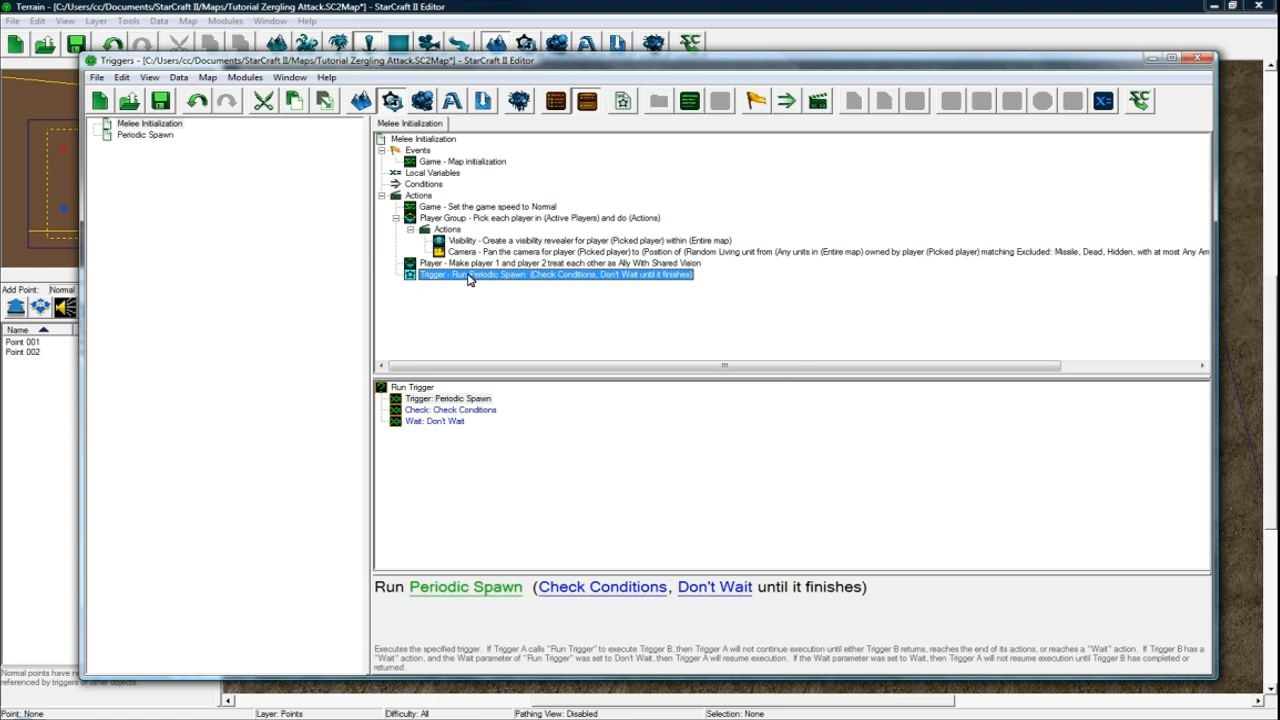 Terrain - [C:/Users/cc/Documents/StarCraft II/Maps/Tutorial Zergling Attack.SC2Map*] - StarCraft II Editor
File Edit View Layer Tools Data Map Modules Window Help
Triggers - [C:/Users/cc/Documents/StarCraft II/Maps/Tutorial Zergling Attack.SC2Map*] - StarCraft II Editor
File Edit View Data Map Modules Window Help
Melee Initialization
Periodic Spawn
Melee Initialization
Melee Initialization
Events
Game - Map initialization
Local Variables
Conditions
Actions
Game - Set the game speed to Normal
Player Group - Pick each player in (Active Players) and do (Actions)
Actions
Visibility - Create a visibility revealer for player (Picked player) within (Entire map)
Camera - Pan the camera for player (Picked player) to (Position of (Random Living unit from (Any units in (Entire map) owned by player (Picked player) matching Excluded: Missile, Dead, Hidden, with at most Any Am
Player - Make player 1 and player 2 treat each other as Ally With Shared Vision
Trigger - Run Periodic Spawn (Check Conditions, Don't Wait until it finishes)
Add Point: Normal
Name
Point 001
Point 002
Run Trigger
Trigger: Periodic Spawn
Check: Check Conditions
Wait: Don't Wait
Run Periodic Spawn (Check Conditions, Don't Wait until it finishes)
Executes the specified trigger. If Trigger A calls "Run Trigger" to execute Trigger B, then Trigger A will not continue execution until either Trigger B returns, reaches the end of its actions, or reaches a "Wait" action. If Trigger B has a
"Wait" action, and the Wait parameter of "Run Trigger" was set to Don't Wait, then Trigger A will resume execution. If the Wait parameter was set to Wait, then Trigger A will not resume execution until Trigger B has completed or
returned.
Normal points have
referenced by triggers or other objects.
Point: None Layer: Points Difficulty: All Pathing View: Disabled Selection: None